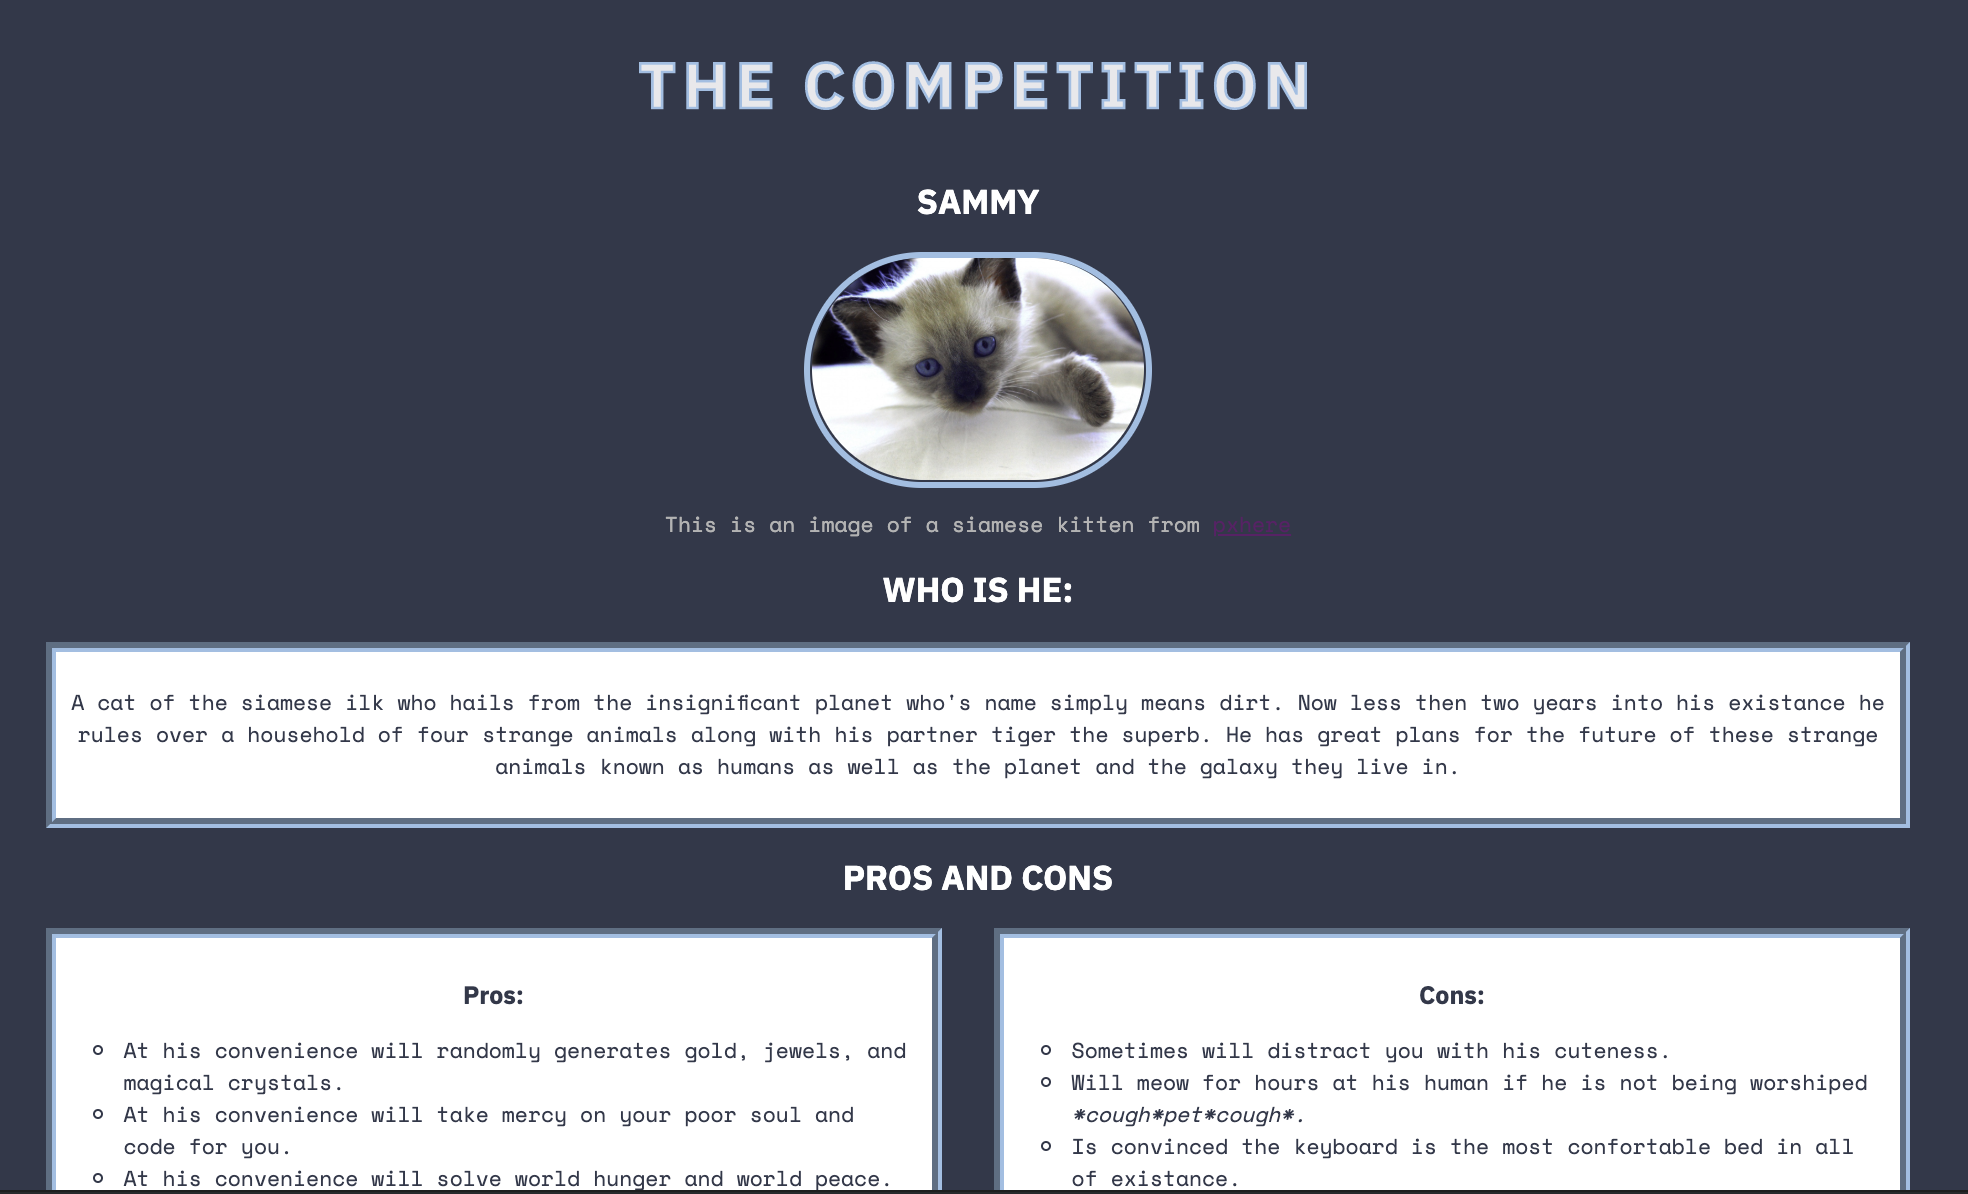 THE COMPETITION
SAMMY
This is an image of a siamese kitten from
WHO IS HE:
A cat of the siamese ilk who hails from the insignificant planet who's name simply means dirt. Now less then two years into his existance he
rules over a household of four strange animals along with his partner tiger the superb. He has great plans for the future of these strange
animals known as humans as well as the planet and the galaxy they live in.
PROS AND CONS
Pros:
At his convenience will randomly generates gold, jewels, and
magical crystals.
At his convenience will take mercy on your poor soul and
code for you.
At his convenience will solve world hunger and world peace.
Cons:
Sometimes will distract you with his cuteness.
Will meow for hours at his human if he is not being worshiped
*cough*pet*cough*.
Is convinced the keyboard is the most confortable bed in all
of existance.